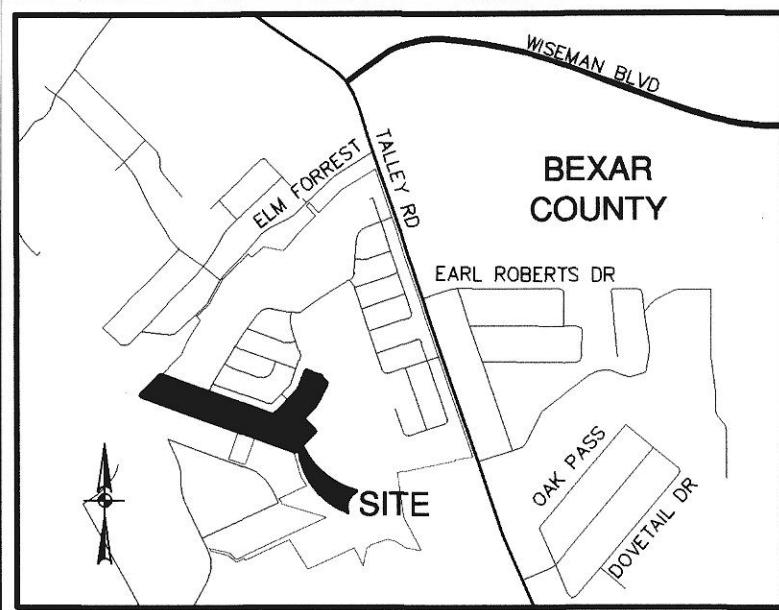 WISEMAN BLVD
BEXAR
COUNTY
TALLEY RD
ELM FORREST
EARL ROBERTS DR
OAK PASS
DOVETAIL DR
SITE